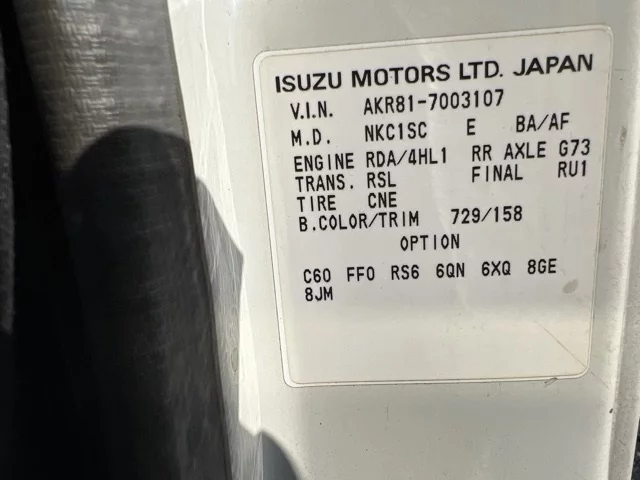 ISUZU MOTORS LTD. JAPAN
V.I.N. AKR81-7003107
M.D. NKC1SC E BA/AF
ENGINE RDA/4HL1 RR AXLE G73
TRANS. RSL FINAL RU1
TIRE CNE
B.COLOR/TRIM 729/158
OPTION
C60 FFO RS6 6QN 6XQ 8GE
8JM